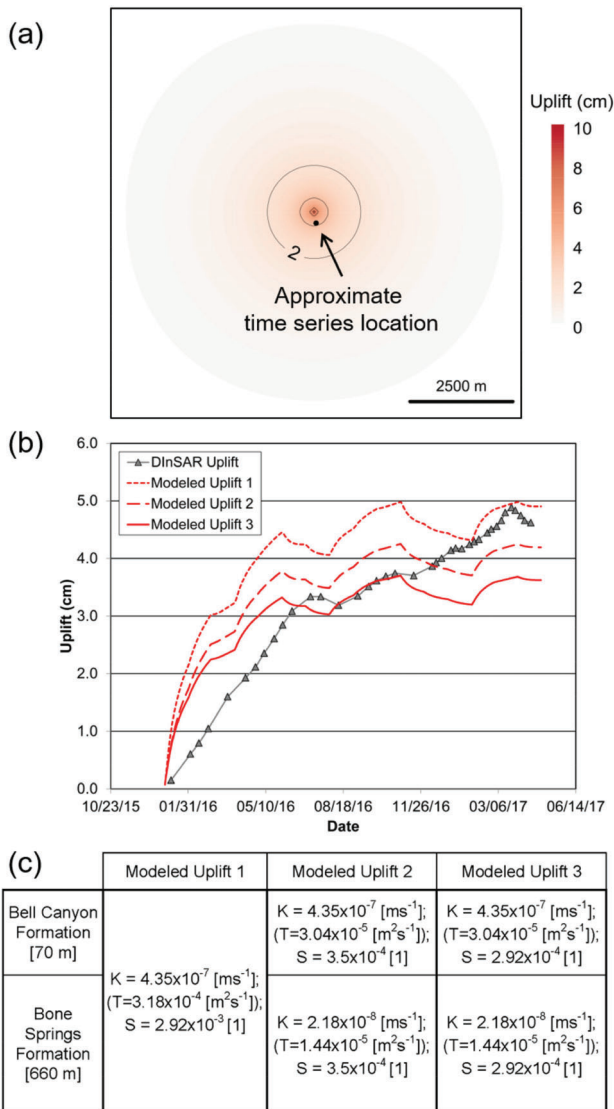 (a)
Uplift (cm)
10
8
6
4
2
0
2
Approximate
time series location
2500 m
(b)
6.0
5.0
4.0
3.0
2.0
1.0
0.0
Uplift (cm)
DInSAR Uplift
Modeled Uplift 1
Modeled Uplift 2
Modeled Uplift 3
10/23/15 01/31/16 05/10/16 08/18/16 11/26/16 03/06/17 06/14/17
Date
(c)
Modeled Uplift 1 Modeled Uplift 2 Modeled Uplift 3
Bell Canyon
Formation
[70 m]
Bone
Springs
Formation
[660 m]
K = 4.35x10⁻⁷ [ms⁻¹];
(T=3.18x10⁻⁴ [m²s⁻¹]);
S = 2.92x10⁻³ [1]
K = 4.35x10⁻⁷ [ms⁻¹];
(T=3.04x10⁻⁵ [m²s⁻¹]);
S = 3.5x10⁻⁴ [1]
K = 4.35x10⁻⁷ [ms⁻¹];
(T=3.04x10⁻⁵ [m²s⁻¹]);
S = 2.92x10⁻⁴ [1]
K = 2.18x10⁻⁸ [ms⁻¹];
(T=1.44x10⁻⁵ [m²s⁻¹]);
S = 3.5x10⁻⁴ [1]
K = 2.18x10⁻⁸ [ms⁻¹];
(T=1.44x10⁻⁵ [m²s⁻¹]);
S = 2.92x10⁻⁴ [1]